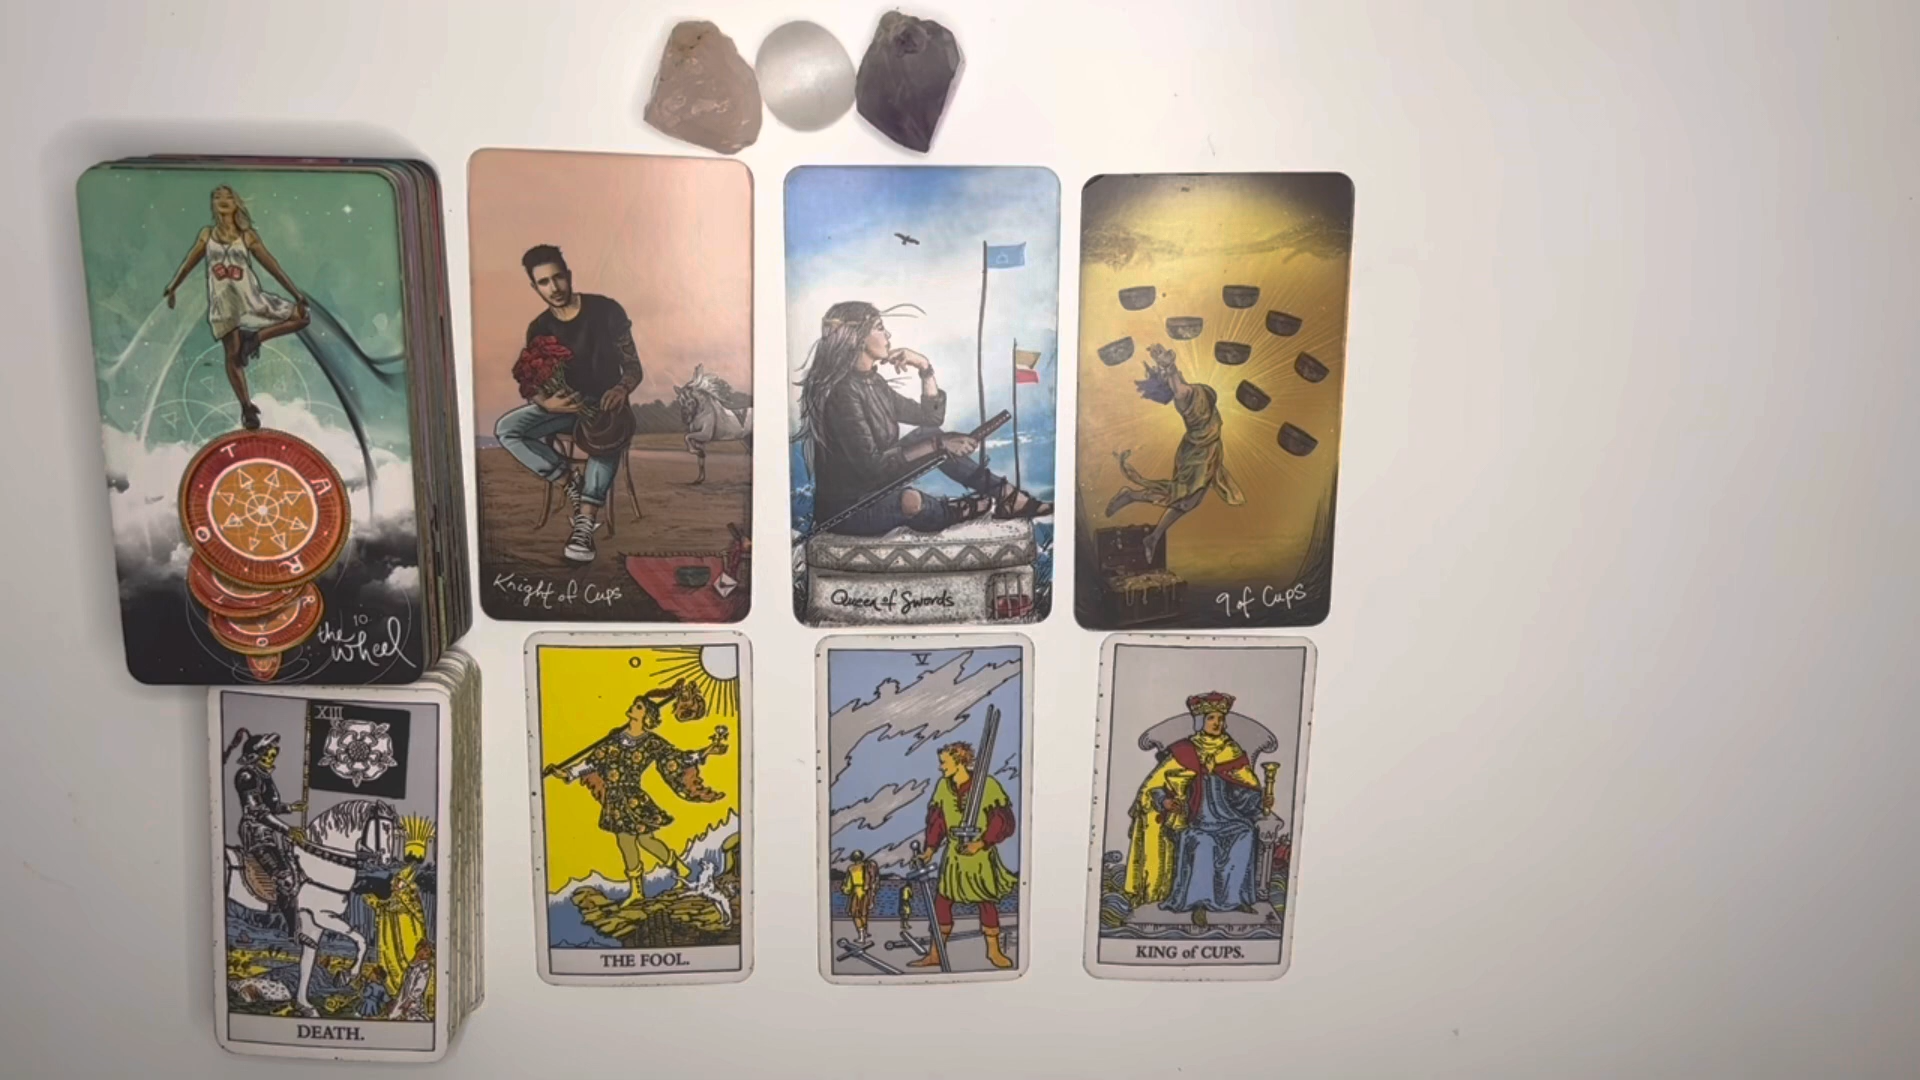 T A R O
10
the
wheel
Knight of Cups
Queen of Swords
9 of Cups
XIII
DEATH.
0
THE FOOL.
V
KING of CUPS.